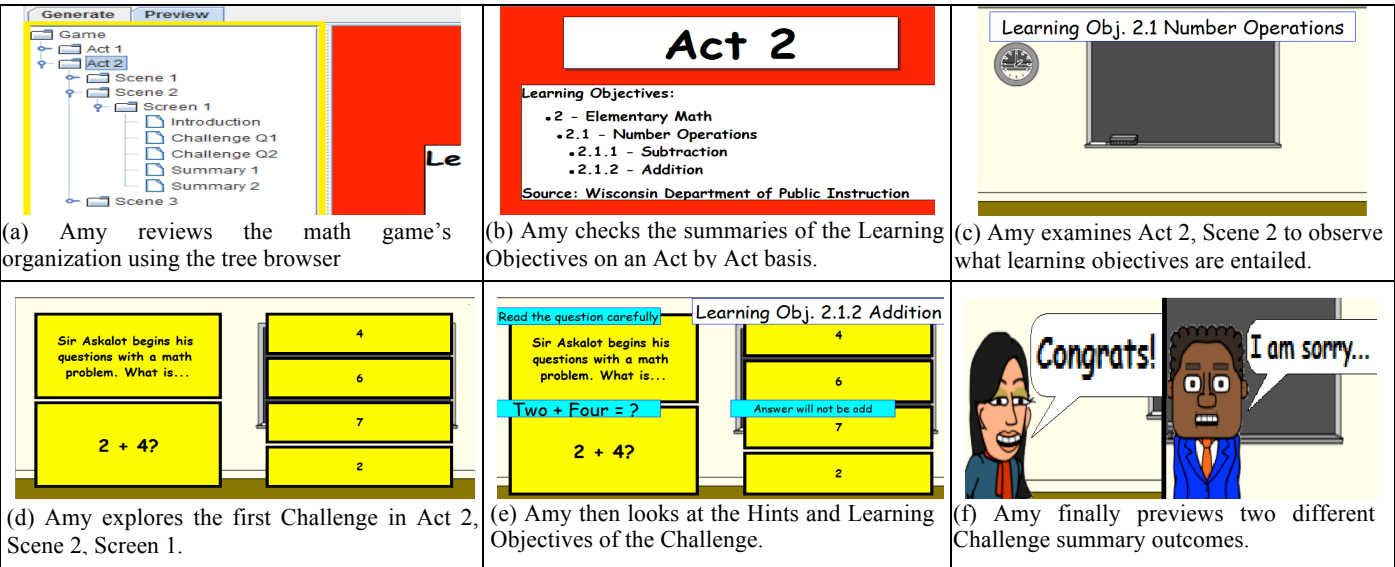 Generate Preview
Game
Act 1
Act 2
Scene 1
Scene 2
Screen 1
Introduction
Challenge Q1
Challenge Q2
Summary 1
Summary 2
Scene 3
Le
(a) Amy reviews the math game's
organization using the tree browser
Act 2
Learning Objectives:
.2 - Elementary Math
.2.1 - Number Operations
.2.1.1 - Subtraction
.2.1.2 - Addition
Source: Wisconsin Department of Public Instruction
(b) Amy checks the summaries of the Learning
Objectives on an Act by Act basis.
Learning Obj. 2.1 Number Operations
(c) Amy examines Act 2, Scene 2 to observe
what learning objectives are entailed.
Sir Askalot begins his
questions with a math
problem. What is...
2 + 4?
4
6
7
2
(d) Amy explores the first Challenge in Act 2,
Scene 2, Screen 1.
Read the question carefully
Learning Obj. 2.1.2 Addition
Sir Askalot begins his
questions with a math
problem. What is...
Two + Four = ?
2 + 4?
4
6
Answer will not be odd
7
2
(e) Amy then looks at the Hints and Learning
Objectives of the Challenge.
Congrats!
I am sorry...
(f) Amy finally previews two different
Challenge summary outcomes.